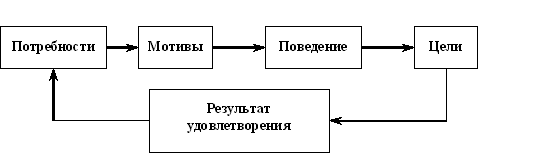 Потребности
Мотивы
Поведение
Цели
Результат
удовлетворения